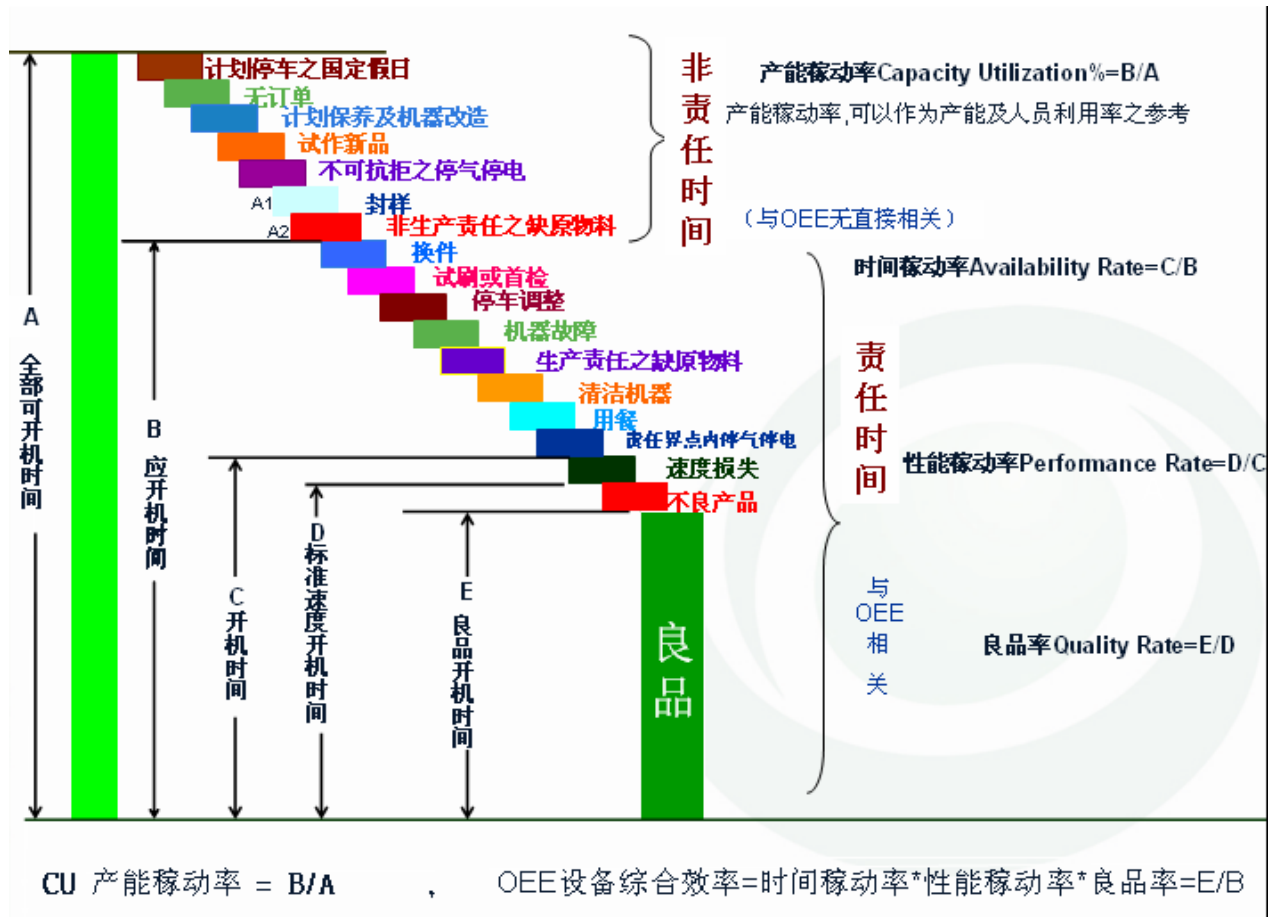 计划停车之国定假日
无订单
计划保养及机器改造
试作新品
不可抗拒之停气停电
A1
封样
A2
非生产责任之缺原物料
换件
试刷或首检
停车调整
机器故障
生产责任之缺原物料
清洁机器
用餐
责任界点内停气停电
速度损失
不良产品
良品
A 全部可开机时间
B 应开机时间
C开机时间
D标准速度开机时间
E 良品开机时间
非责任时间
产能稼动率Capacity Utilization%=B/A
产能稼动率,可以作为产能及人员利用率之参考
（与OEE无直接相关）
时间稼动率Availability Rate=C/B
责任时间
性能稼动率Performance Rate=D/C
与
OEE
相
关
良品率Quality Rate=E/D
CU 产能稼动率 = B/A , OEE设备综合效率=时间稼动率*性能稼动率*良品率=E/B